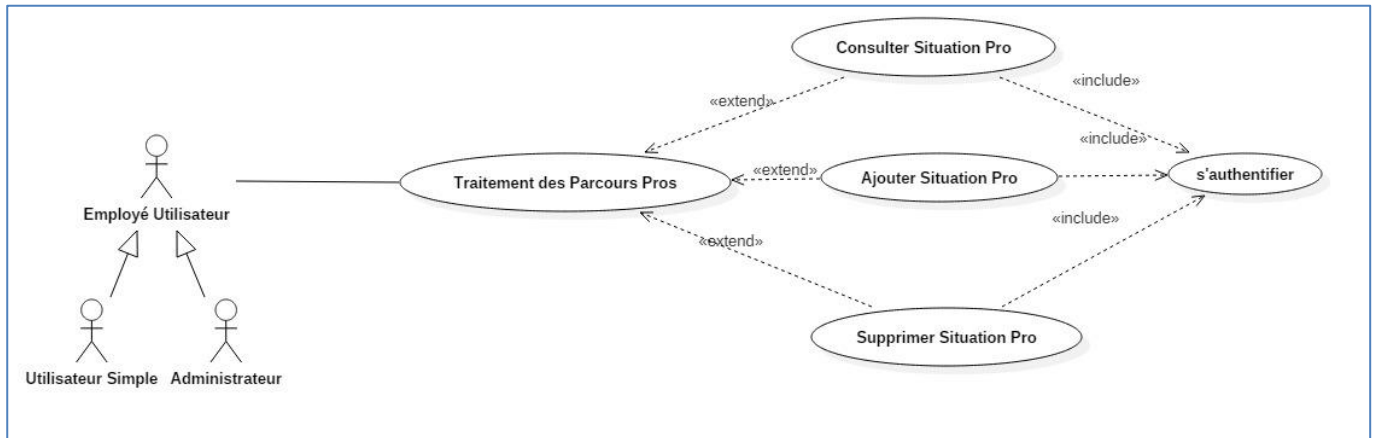 Consulter Situation Pro
«extend»
«include»
«include»
Traitement des Parcours Pros
«extend»
Ajouter Situation Pro
s'authentifier
Employé Utilisateur
«extend»
«include»
Supprimer Situation Pro
Utilisateur Simple
Administrateur